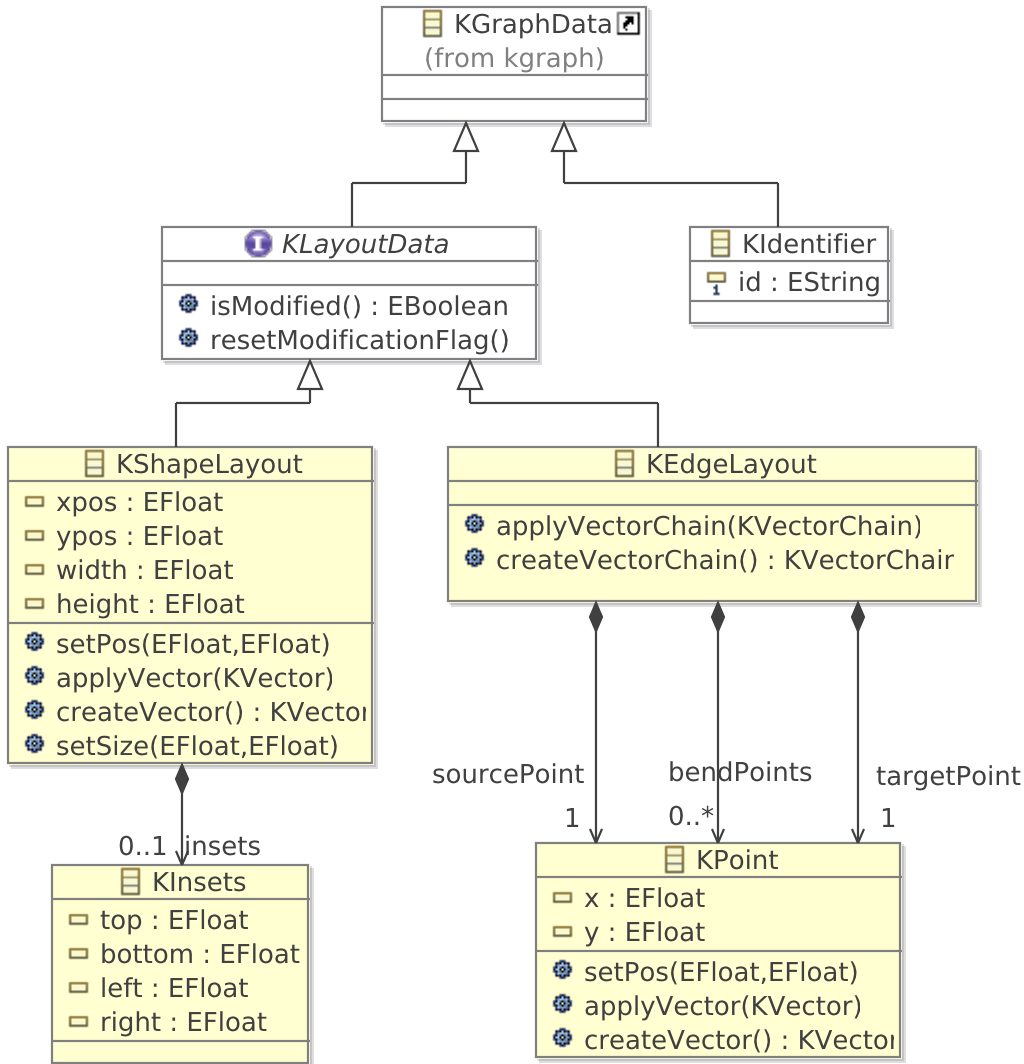 KGraphData
(from kgraph)
KLayoutData
isModified() : EBoolean
resetModificationFlag()
KIdentifier
1 id : EString
KShapeLayout
xpos : EFloat
ypos : EFloat
width : EFloat
height : EFloat
setPos(EFloat,EFloat)
applyVector(KVector)
createVector() : KVector
setSize(EFloat,EFloat)
KEdgeLayout
applyVectorChain(KVectorChain)
createVectorChain() : KVectorChair
sourcePoint
1
bendPoints
0..*
targetPoint
1
0..1 insets
KInsets
top : EFloat
bottom : EFloat
left : EFloat
right : EFloat
KPoint
x : EFloat
y : EFloat
setPos(EFloat,EFloat)
applyVector(KVector)
createVector() : KVector